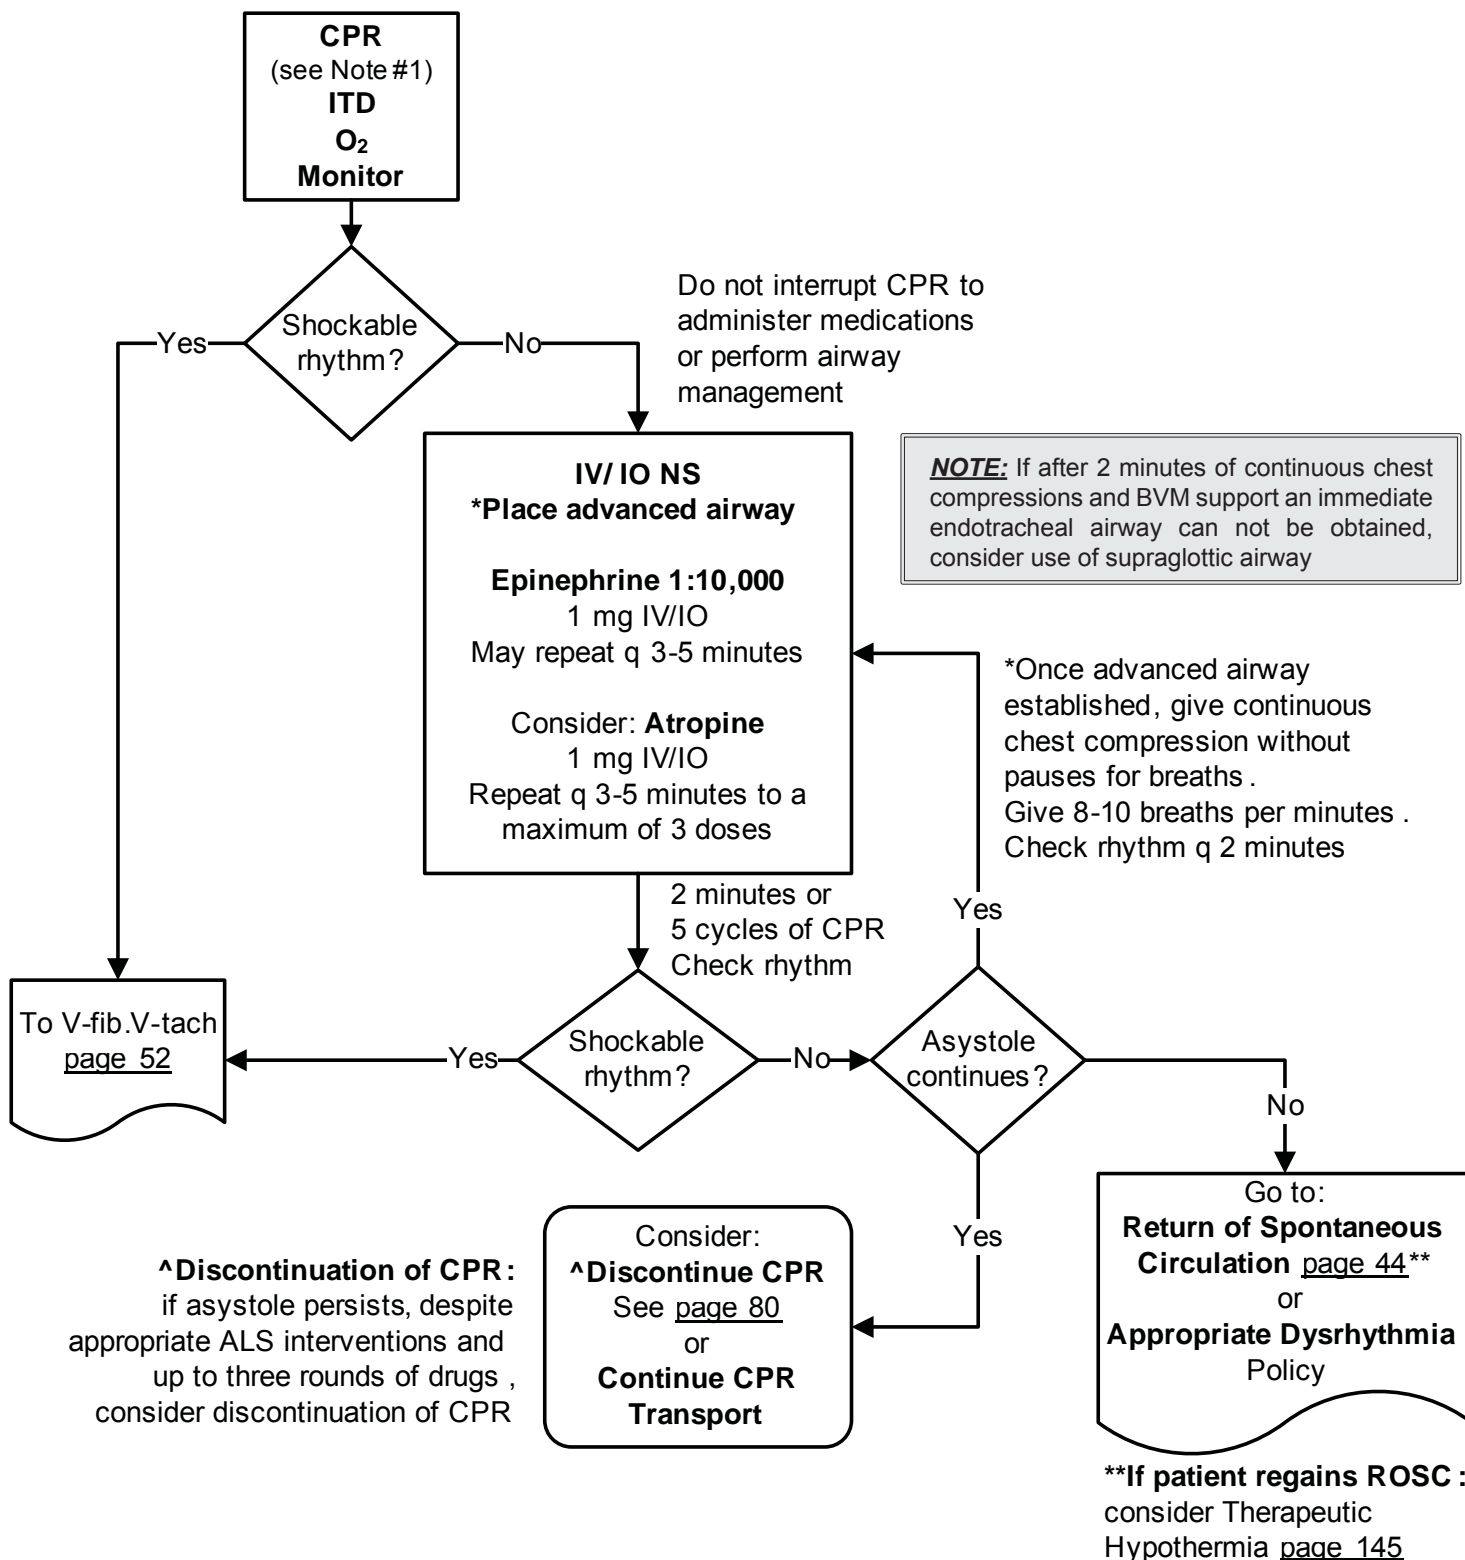 CPR
(see Note #1)
ITD
O₂
Monitor
Shockable
rhythm?
Yes
No
Do not interrupt CPR to
administer medications
or perform airway
management
IV/ IO NS
*Place advanced airway
Epinephrine 1:10,000
1 mg IV/IO
May repeat q 3-5 minutes
Consider: Atropine
1 mg IV/IO
Repeat q 3-5 minutes to a
maximum of 3 doses
NOTE: If after 2 minutes of continuous chest
compressions and BVM support an immediate
endotracheal airway can not be obtained,
consider use of supraglottic airway
*Once advanced airway
established, give continuous
chest compression without
pauses for breaths .
Give 8-10 breaths per minutes .
Check rhythm q 2 minutes
2 minutes or
5 cycles of CPR
Check rhythm
Yes
To V-fib.V-tach
page 52
Yes
Shockable
rhythm?
No
Asystole
continues?
No
Yes
^Discontinuation of CPR :
if asystole persists, despite
appropriate ALS interventions and
up to three rounds of drugs ,
consider discontinuation of CPR
Consider:
^Discontinue CPR
See page 80
or
Continue CPR
Transport
Go to:
Return of Spontaneous
Circulation page 44**
or
Appropriate Dysrhythmia
Policy
**If patient regains ROSC :
consider Therapeutic
Hypothermia page 145